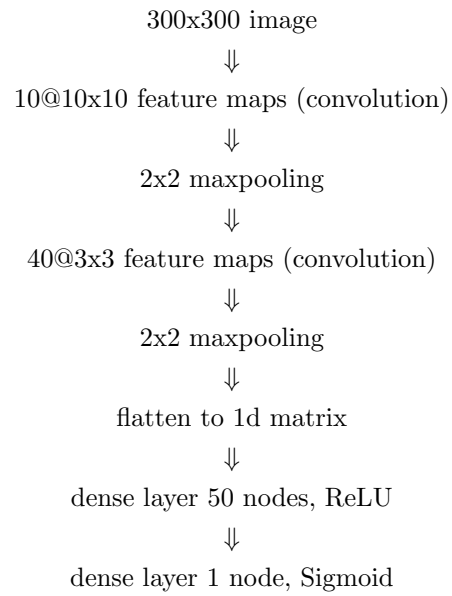 300x300 image
⇓
10@10x10 feature maps (convolution)
⇓
2x2 maxpooling
⇓
40@3x3 feature maps (convolution)
⇓
2x2 maxpooling
⇓
flatten to 1d matrix
⇓
dense layer 50 nodes, ReLU
⇓
dense layer 1 node, Sigmoid